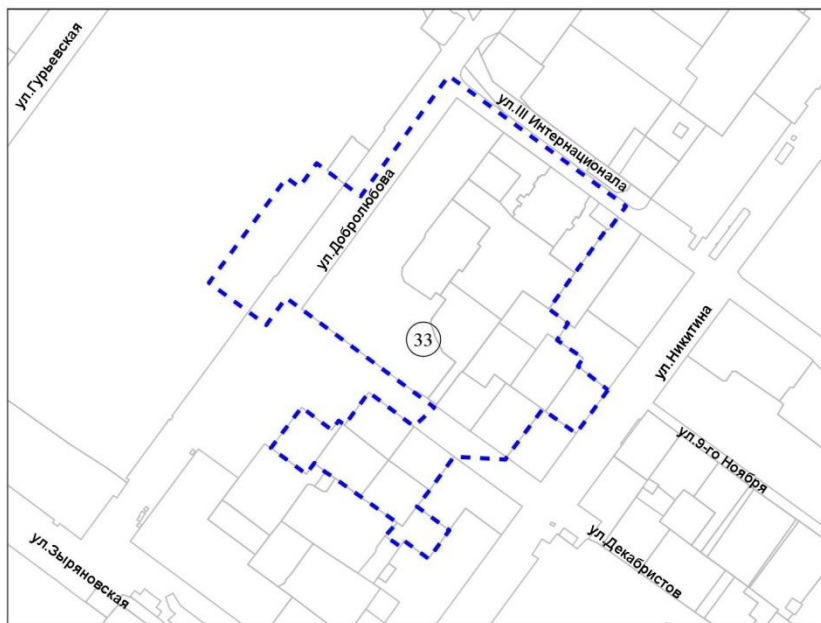 ул.Гурьевская
ул.III Интернационала
ул.Добролюбова
33
ул.Никитина
ул.9-го Ноября
ул.Декабристов
ул.Зыряновская